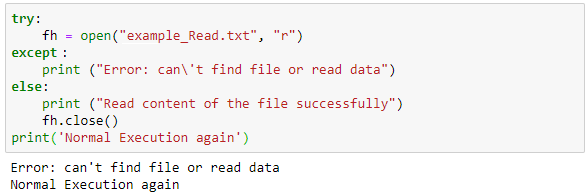 try:
    fh = open("example_Read.txt", "r")
except :
    print ("Error: can\'t find file or read data")
else:
    print ("Read content of the file successfully")
    fh.close()
print('Normal Execution again')
Error: can't find file or read data
Normal Execution again